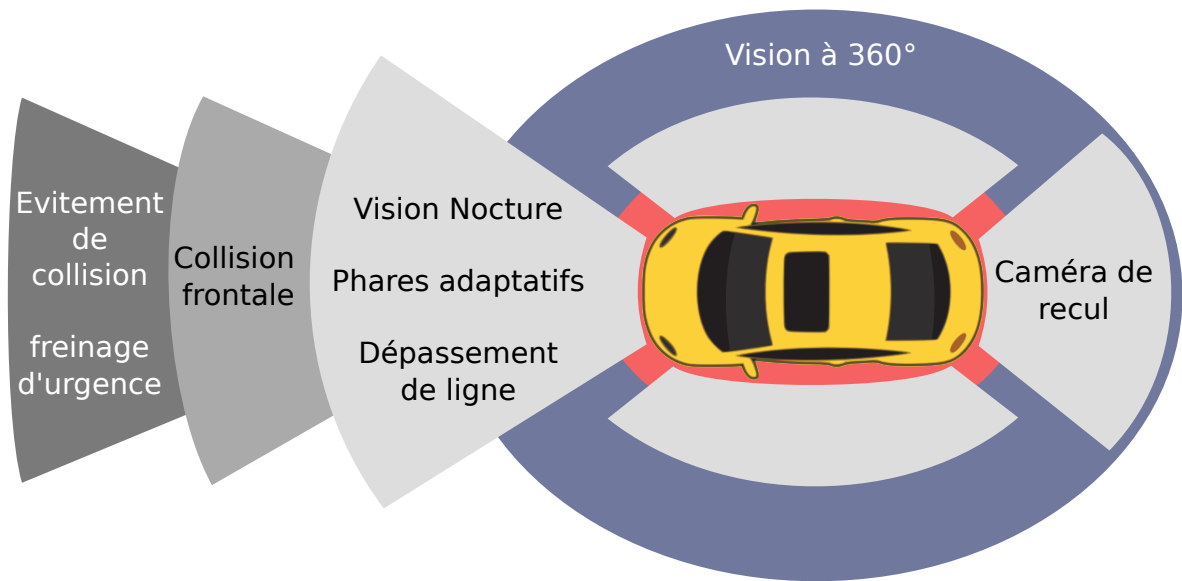 Vision à 360°
Evitement
de
collision
freinage
d'urgence
Collision
frontale
Vision Nocture
Phares adaptatifs
Dépassement
de ligne
Caméra de
recul